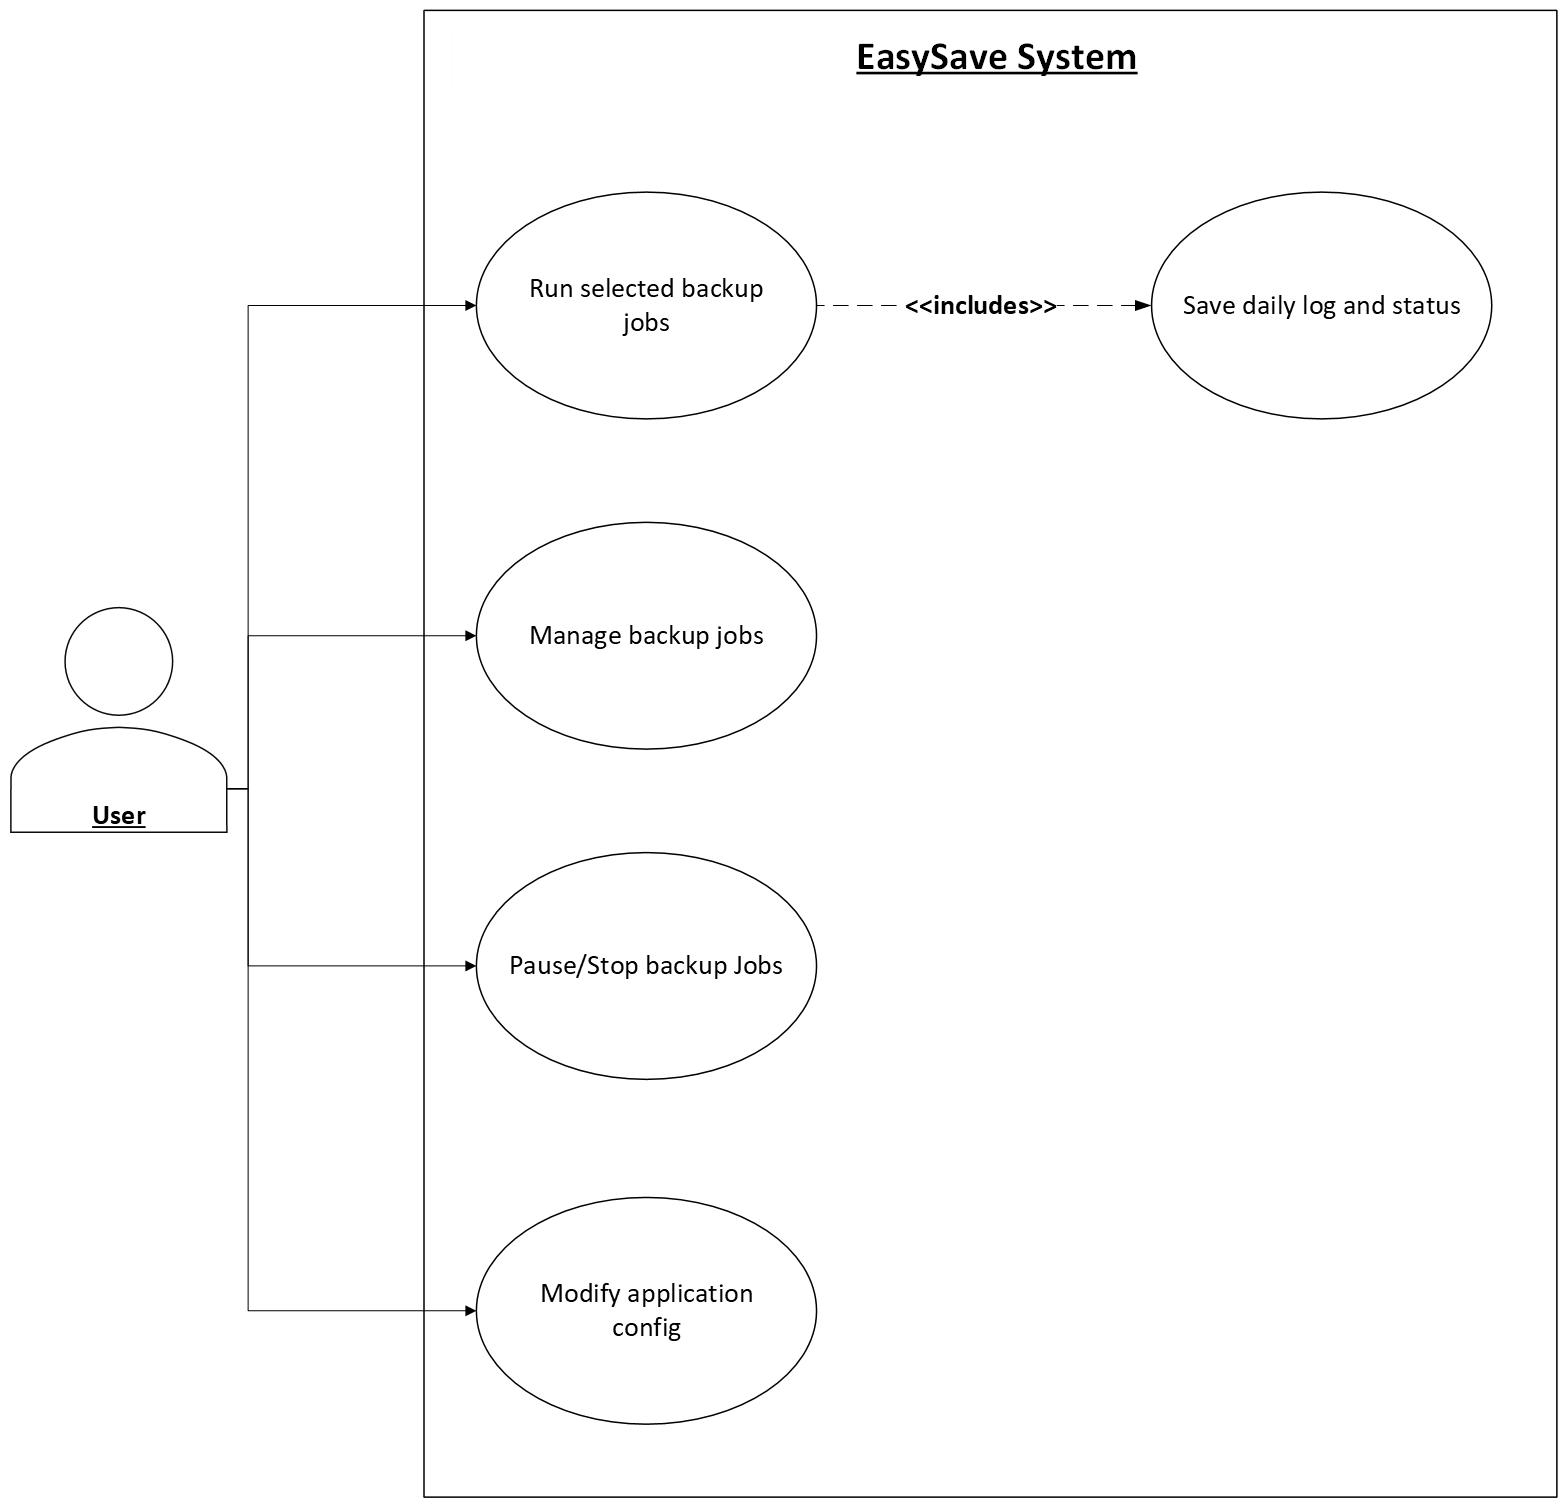 EasySave System
Run selected backup
jobs
<<includes>>
Save daily log and status
Manage backup jobs
User
Pause/Stop backup Jobs
Modify application
config